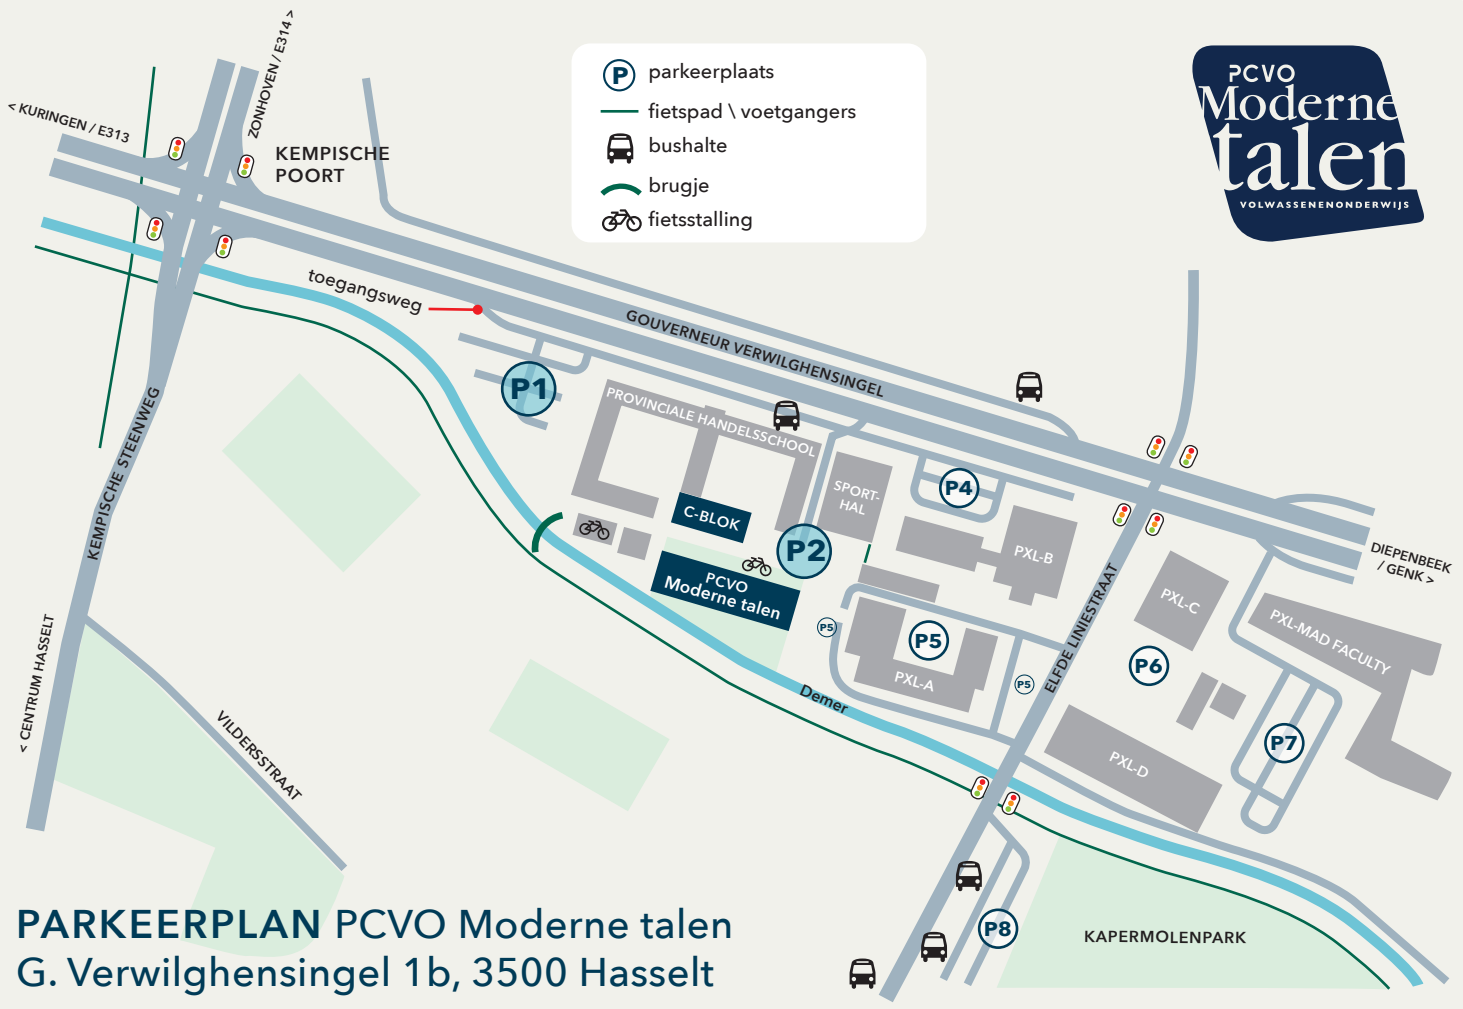 < KURINGEN / E313
ZONHOVEN / E314 >
KEMPISCHE
POORT
P parkeerplaats
fietspad \ voetgangers
bushalte
brugje
fietsstalling
PCVO
Moderne
talen
VOLWASSENENONDERWIJS
toegangsweg
GOUVERNEUR VERWILGHENSINGEL
P1
PROVINCIALE HANDELSSCHOOL
SPORT-
HAL
P4
C-BLOK
P2
PXL-B
PCVO
Moderne talen
P5
P5
PXL-A
P5
DIEPENBEEK
/ GENK >
PXL-C
PXL-MAD FACULTY
P6
ELFDE LINIESTRAAT
P7
PXL-D
Demer
KEMPISCHE STEENWEG
< CENTRUM HASSELT
VILDERSSTRAAT
P8
KAPERMOLENPARK
PARKEERPLAN PCVO Moderne talen
G. Verwilghensingel 1b, 3500 Hasselt